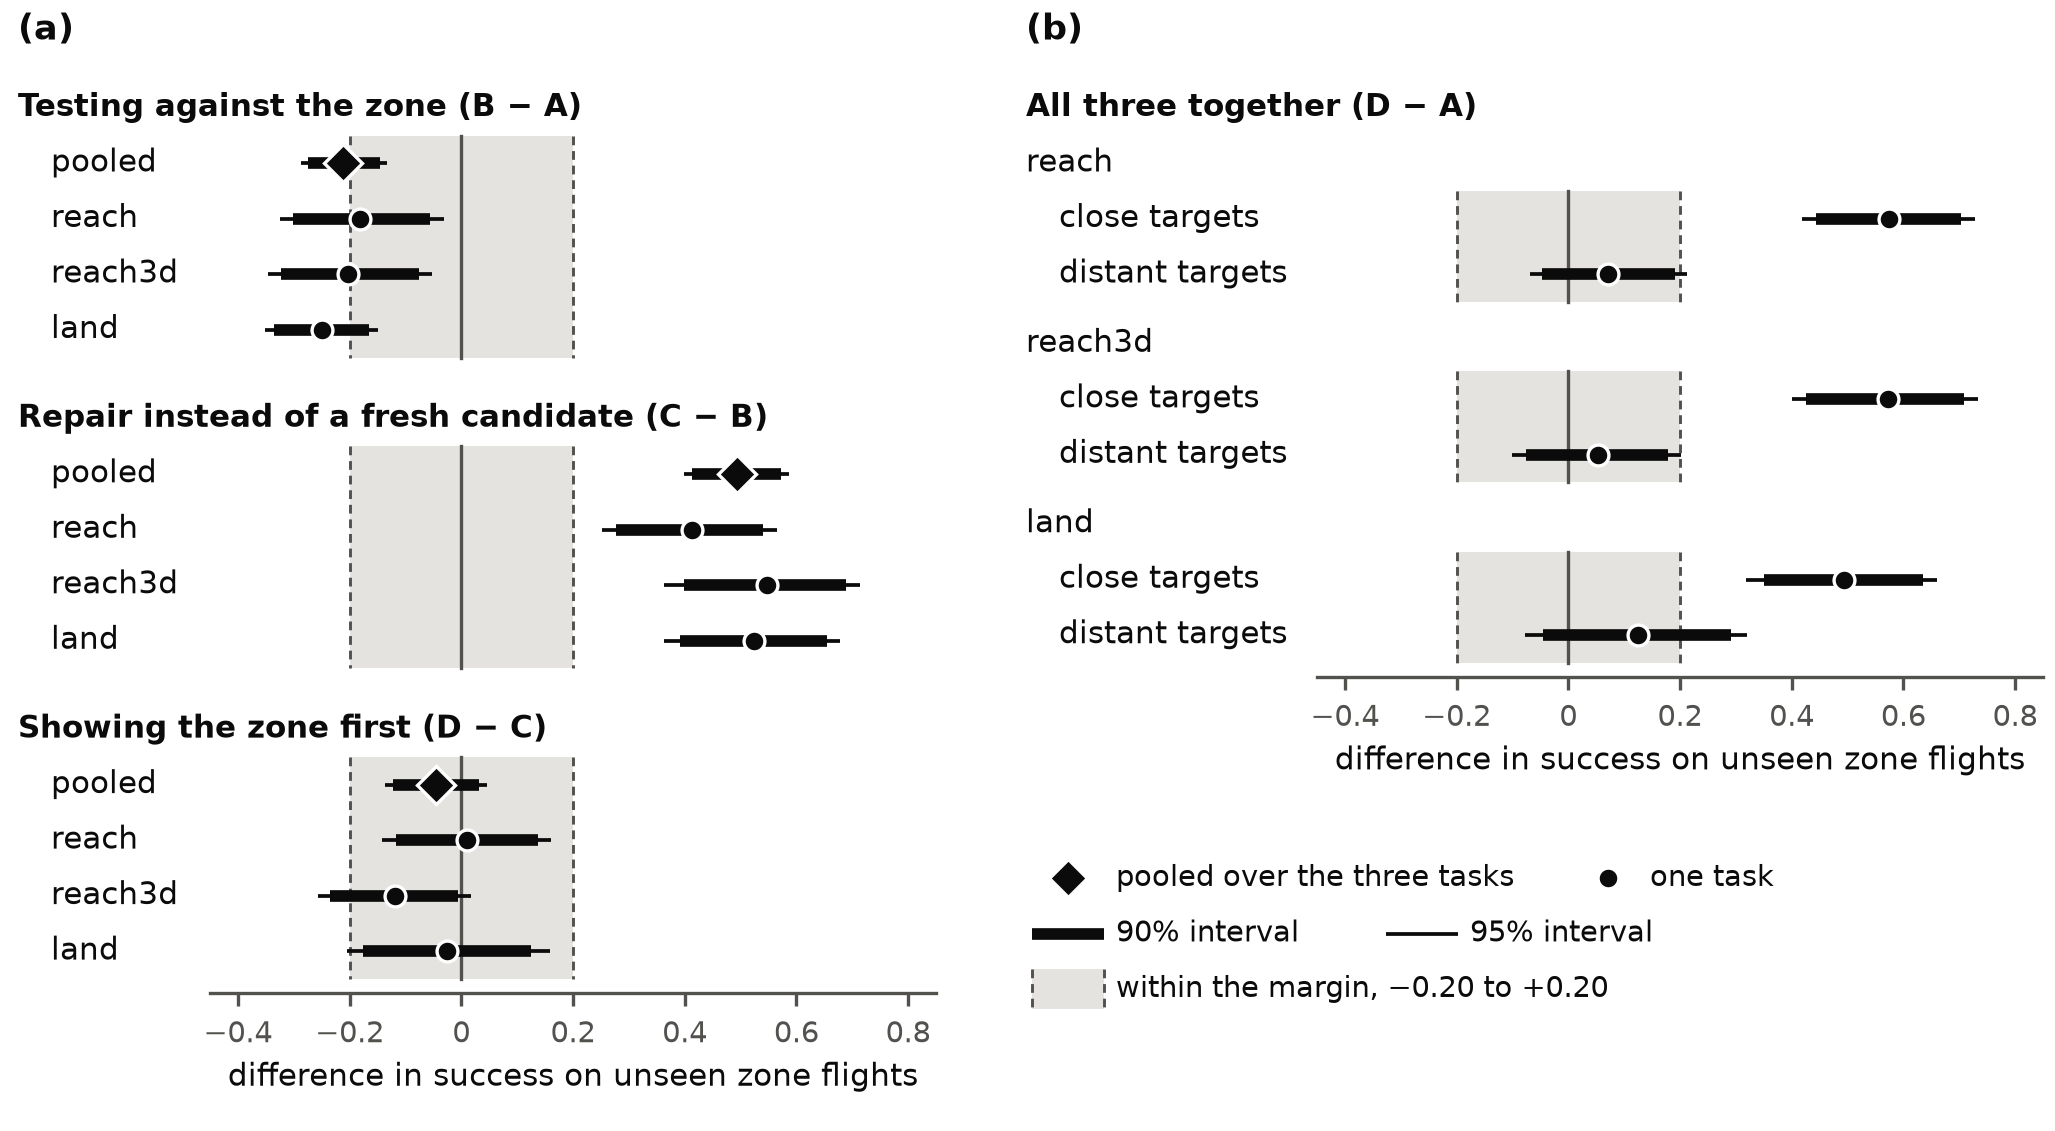 (a)
Testing against the zone (B − A)
pooled
reach
reach3d
land
Repair instead of a fresh candidate (C − B)
pooled
reach
reach3d
land
Showing the zone first (D − C)
pooled
reach
reach3d
land
−0.4 −0.2 0 0.2 0.4 0.6 0.8
difference in success on unseen zone flights
(b)
All three together (D − A)
reach
close targets
distant targets
reach3d
close targets
distant targets
land
close targets
distant targets
−0.4 −0.2 0 0.2 0.4 0.6 0.8
difference in success on unseen zone flights
pooled over the three tasks one task
90% interval 95% interval
within the margin, −0.20 to +0.20